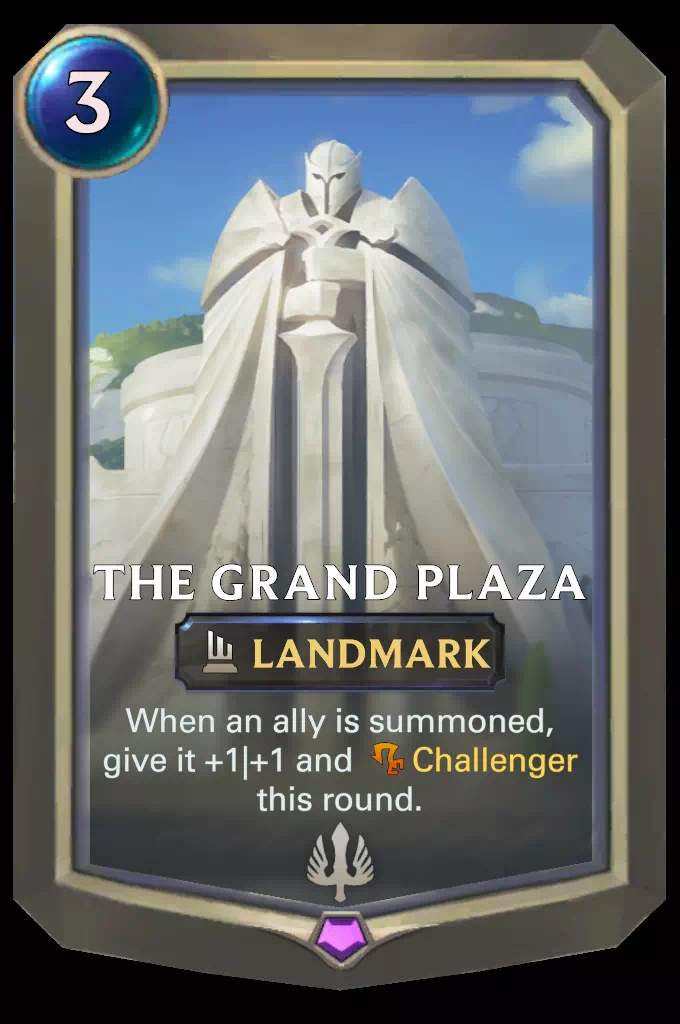 3
THE GRAND PLAZA
LANDMARK
When an ally is summoned,
give it +1|+1 and Challenger
this round.